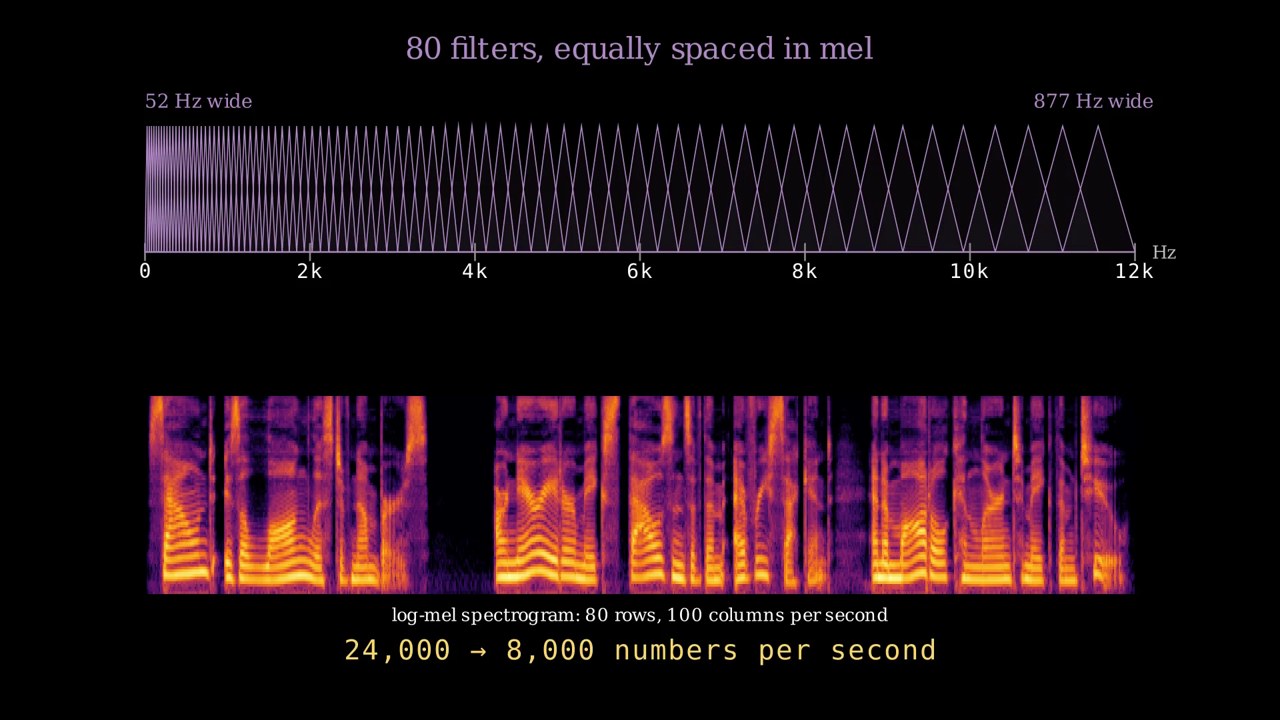 80 filters, equally spaced in mel
52 Hz wide 877 Hz wide
Hz
0 2k 4k 6k 8k 10k 12k
log-mel spectrogram: 80 rows, 100 columns per second
24,000 → 8,000 numbers per second